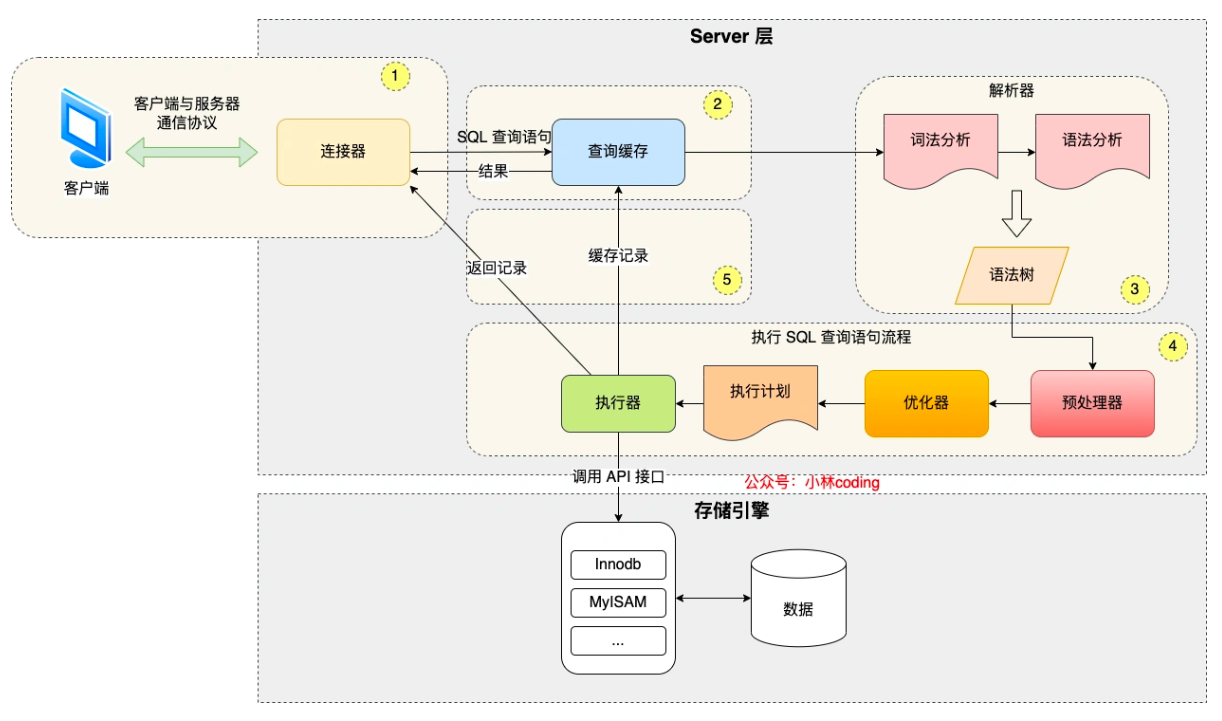 Server 层
1
客户端与服务器
通信协议
客户端
连接器
SQL 查询语句
结果
2
查询缓存
解析器
词法分析
语法分析
语法树
3
返回记录
缓存记录
5
执行 SQL 查询语句流程
4
执行器
执行计划
优化器
预处理器
调用 API 接口
公众号：小林coding
存储引擎
Innodb
MyISAM
...
数据